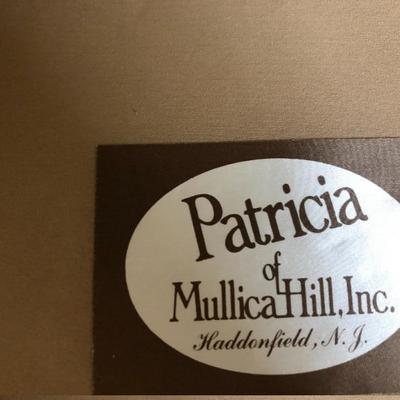 Patricia
of
Mullica Hill, Inc.
Haddonfield, N. J.